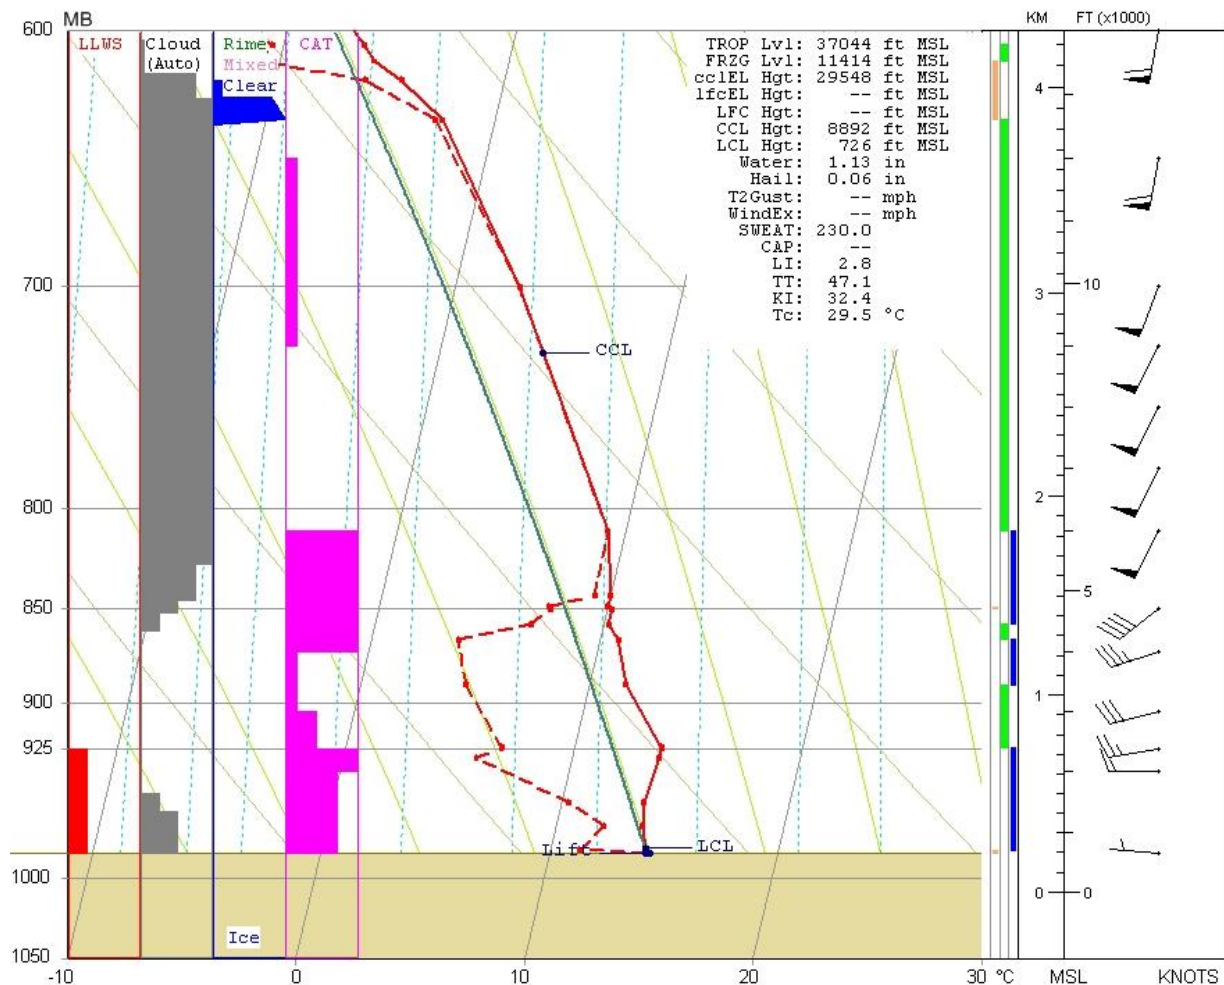 MB
KM FT (x1000)
600
LLWS Cloud Rime CAT
(Auto) Mixed
Clear
TROP Lvl: 37044 ft MSL
FRZG Lvl: 11414 ft MSL
cclEL Hgt: 29548 ft MSL
lfcEL Hgt: -- ft MSL
LFC Hgt: -- ft MSL
CCL Hgt: 8892 ft MSL
LCL Hgt: 726 ft MSL
Water: 1.13 in
Hail: 0.06 in
T2Gust: -- mph
WindEx: -- mph
SWEAT: 230.0
CAP: --
LI: 2.8
TT: 47.1
KI: 32.4
Tc: 29.5 °C
4
700
3 10
CCL
800
2
850
5
900
1
925
Lift LCL
1000
0 0
Ice
1050
-10 0 10 20 30 °C MSL KNOTS